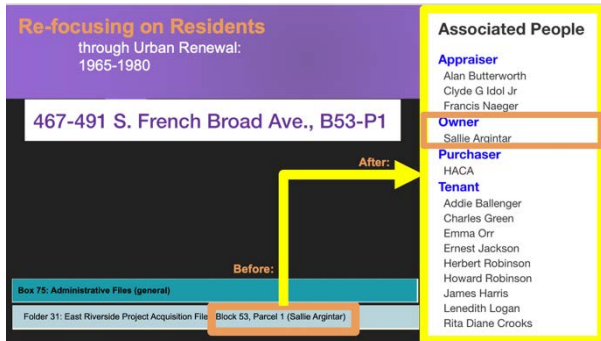 Re-focusing on Residents
through Urban Renewal:
1965-1980
467-491 S. French Broad Ave., B53-P1
After:
Before:
Box 75: Administrative Files (general)
Folder 31: East Riverside Project Acquisition File Block 53, Parcel 1 (Sallie Argintar)
Associated People
Appraiser
Alan Butterworth
Clyde G Idol Jr
Francis Naeger
Owner
Sallie Argintar
Purchaser
HACA
Tenant
Addie Ballenger
Charles Green
Emma Orr
Ernest Jackson
Herbert Robinson
Howard Robinson
James Harris
Lenedith Logan
Rita Diane Crooks